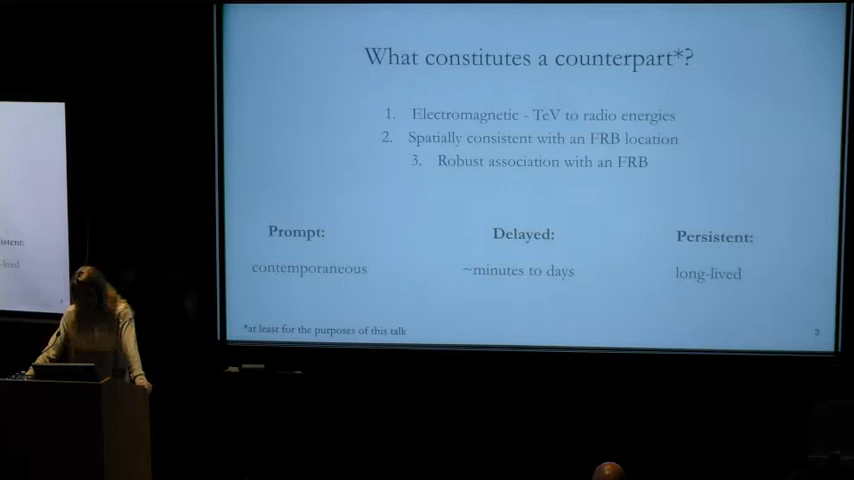 What constitutes a counterpart*?
1. Electromagnetic - TeV to radio energies
2. Spatially consistent with an FRB location
3. Robust association with an FRB
Prompt:
Delayed:
Persistent:
contemporaneous
~minutes to days
long-lived
*at least for the purposes of this talk
3
istent:
-lived